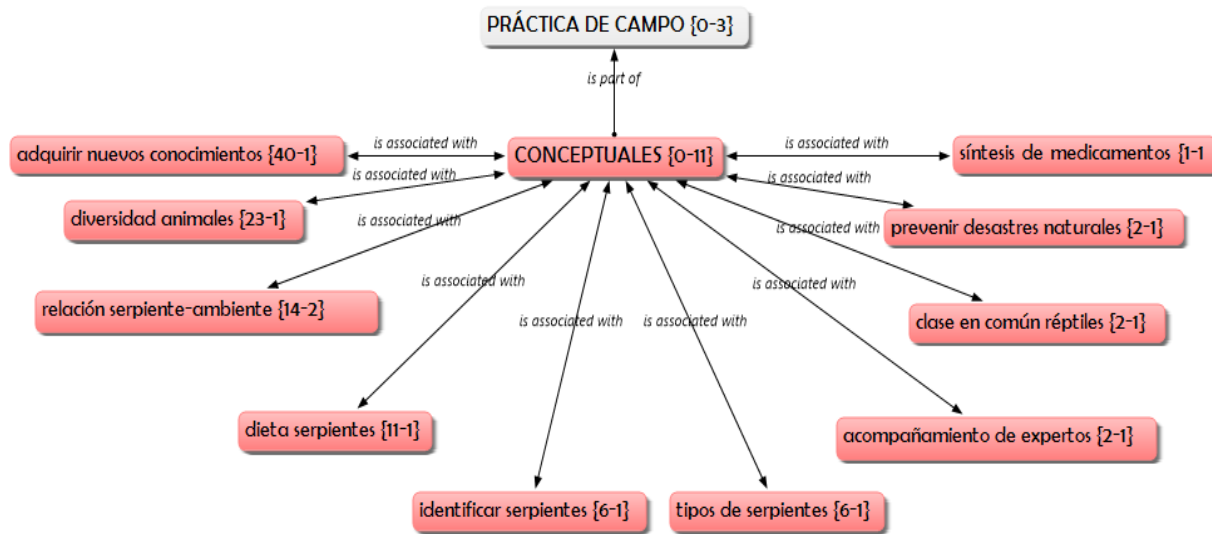 PRÁCTICA DE CAMPO {0-3}
is part of
is associated with
is associated with
adquirir nuevos conocimientos {40-1}
CONCEPTUALES {0-11}
síntesis de medicamentos {1-1
is associated with
is associated with
diversidad animales {23-1}
is associated with
is associated with
prevenir desastres naturales {2-1}
relación serpiente-ambiente {14-2}
is associated with
clase en común réptiles {2-1}
is associated with
is associated with
dieta serpientes {11-1}
acompañamiento de expertos {2-1}
identificar serpientes {6-1}
tipos de serpientes {6-1}